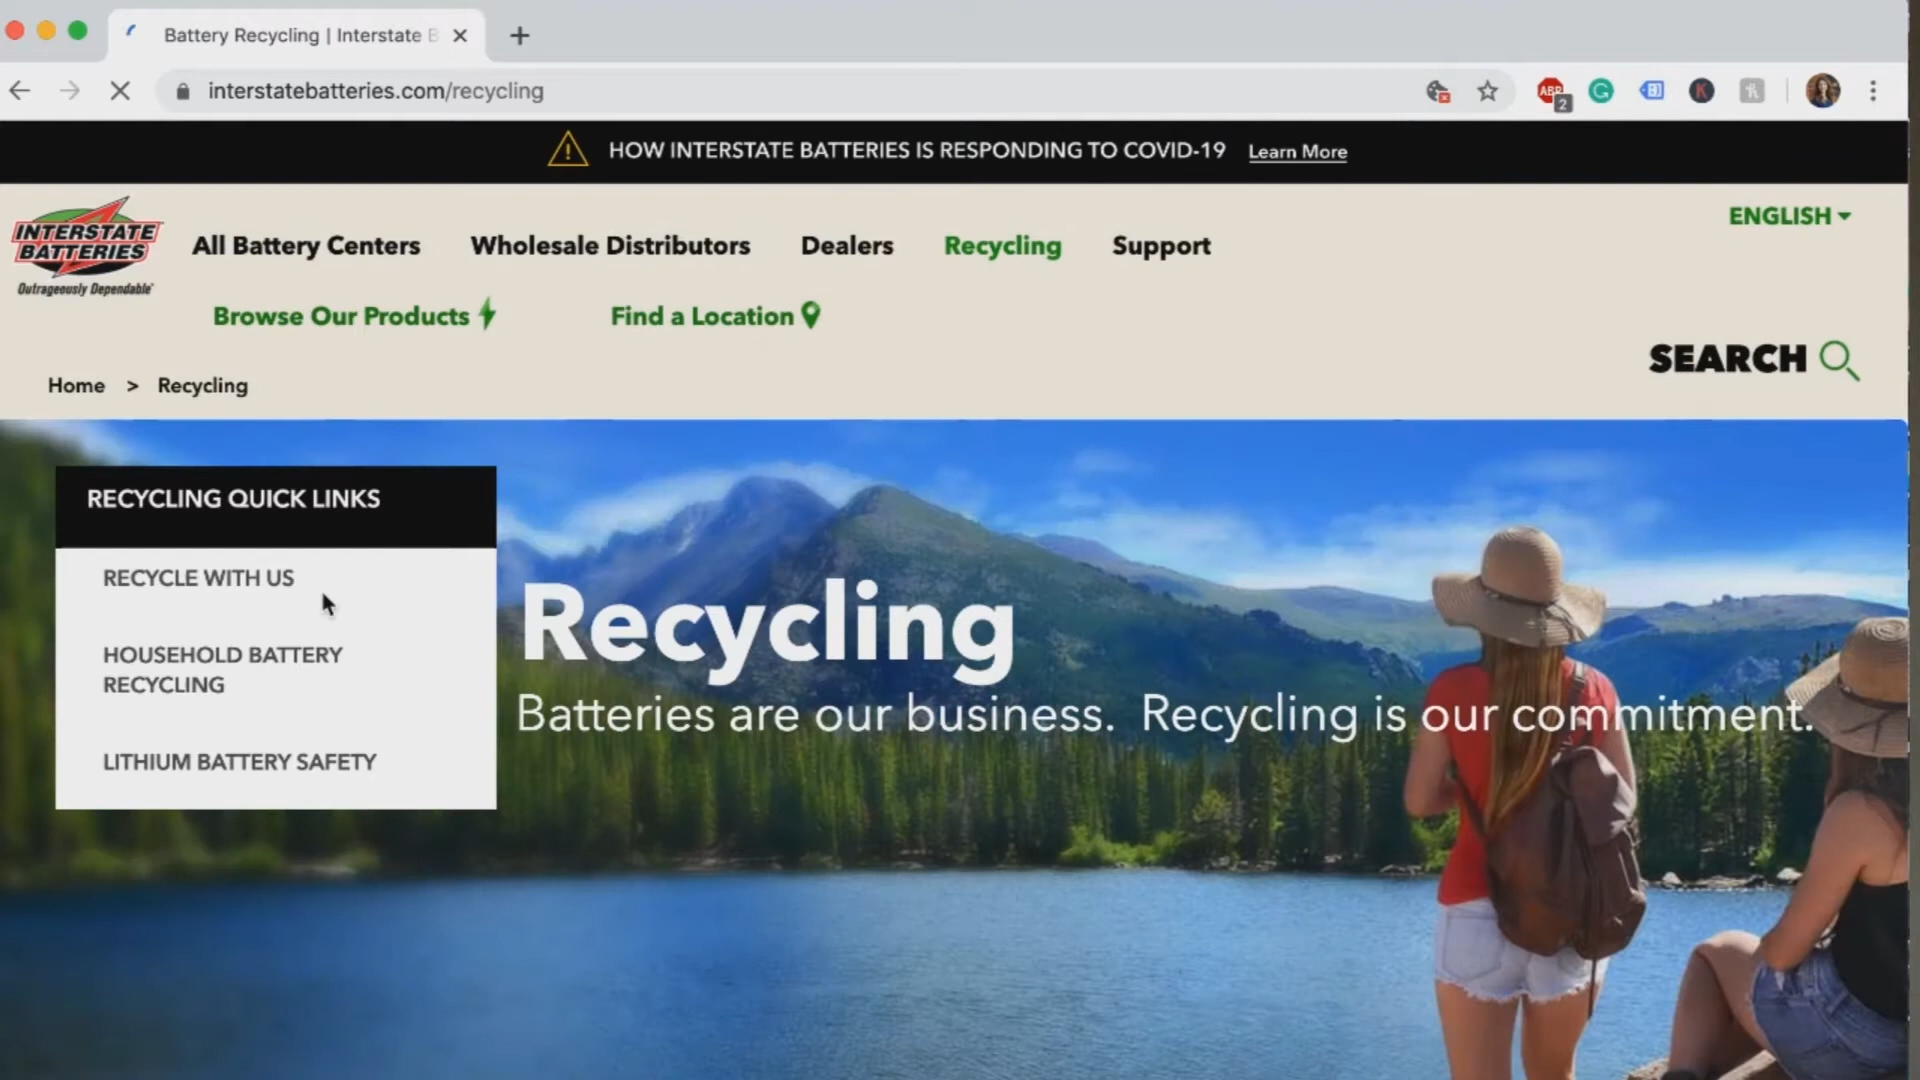 Battery Recycling | Interstate B
interstatebatteries.com/recycling
ABP
2
G
K
HOW INTERSTATE BATTERIES IS RESPONDING TO COVID-19 Learn More
ENGLISH
INTERSTATE
BATTERIES
Outrageously Dependable
All Battery Centers Wholesale Distributors Dealers Recycling Support
Browse Our Products Find a Location
SEARCH
Home > Recycling
RECYCLING QUICK LINKS
RECYCLE WITH US
HOUSEHOLD BATTERY
RECYCLING
LITHIUM BATTERY SAFETY
Recycling
Batteries are our business. Recycling is our commitment.